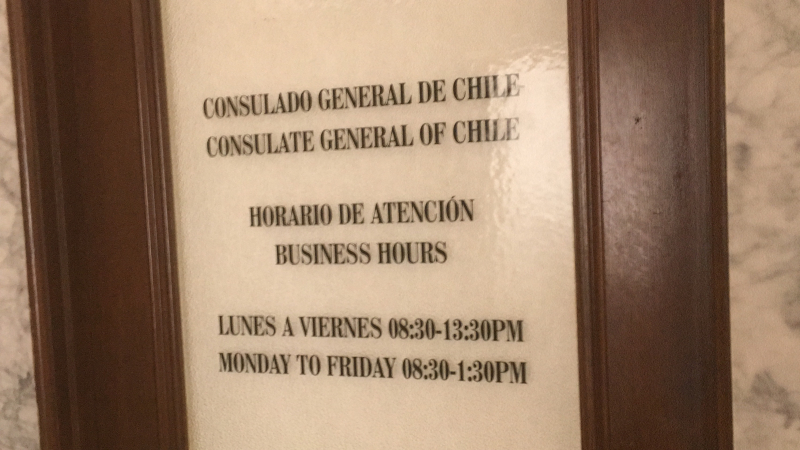 CONSULADO GENERAL DE CHILE
CONSULATE GENERAL OF CHILE
HORARIO DE ATENCIÓN
BUSINESS HOURS
LUNES A VIERNES 08:30-13:30PM
MONDAY TO FRIDAY 08:30-1:30PM